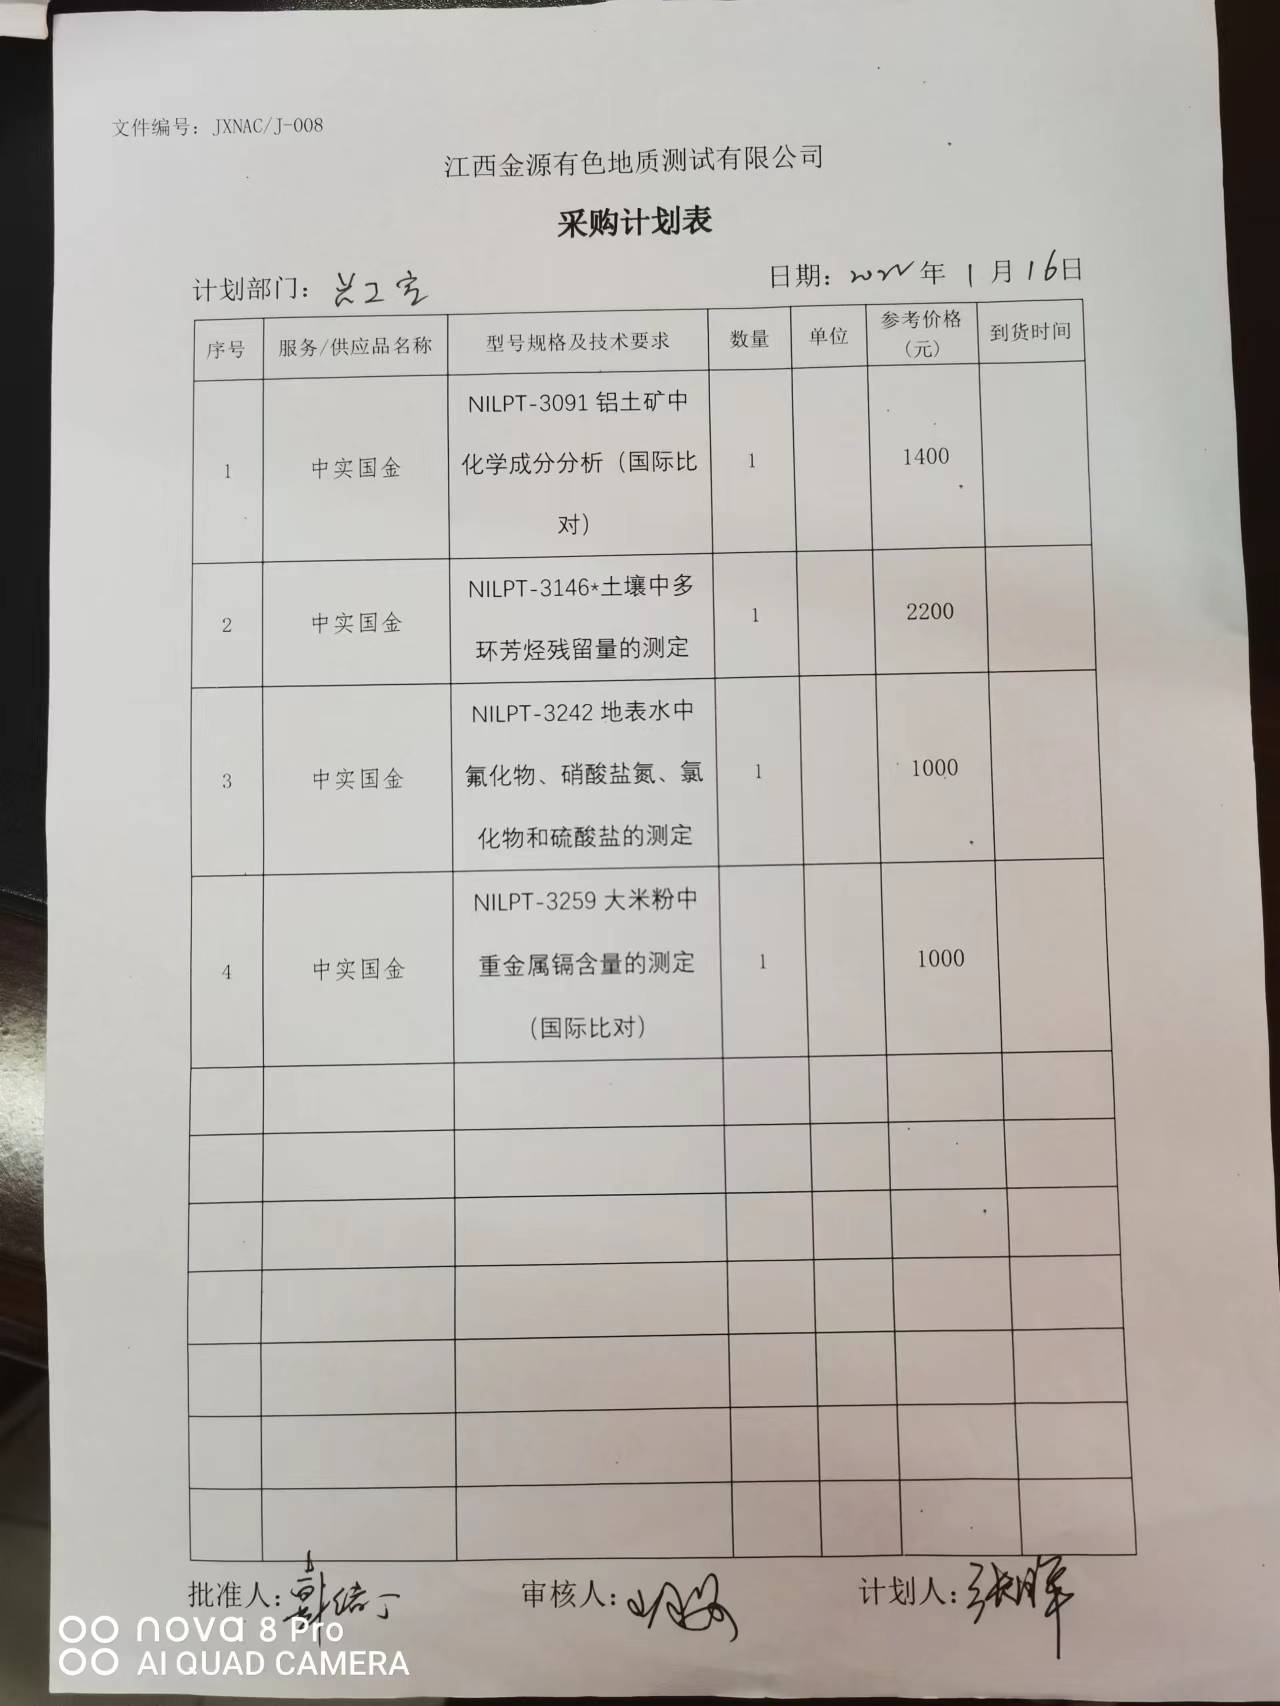 文件编号：JXNAC/J-008
江西金源有色地质测试有限公司
采购计划表
计划部门：总工室 日期：2022年1月16日
序号 服务/供应品名称 型号规格及技术要求 数量 单位 参考价格（元） 到货时间
NILPT-3091 铝土矿中
1 中实国金 化学成分分析（国际比 1 1400
对）
NILPT-3146*土壤中多
2 中实国金 1 2200
环芳烃残留量的测定
NILPT-3242 地表水中
3 中实国金 氟化物、硝酸盐氮、氯 1 1000
化物和硫酸盐的测定
NILPT-3259 大米粉中
4 中实国金 重金属镉含量的测定 1 1000
（国际比对）
批准人： 审核人： 计划人：
nova 8 Pro
AI QUAD CAMERA